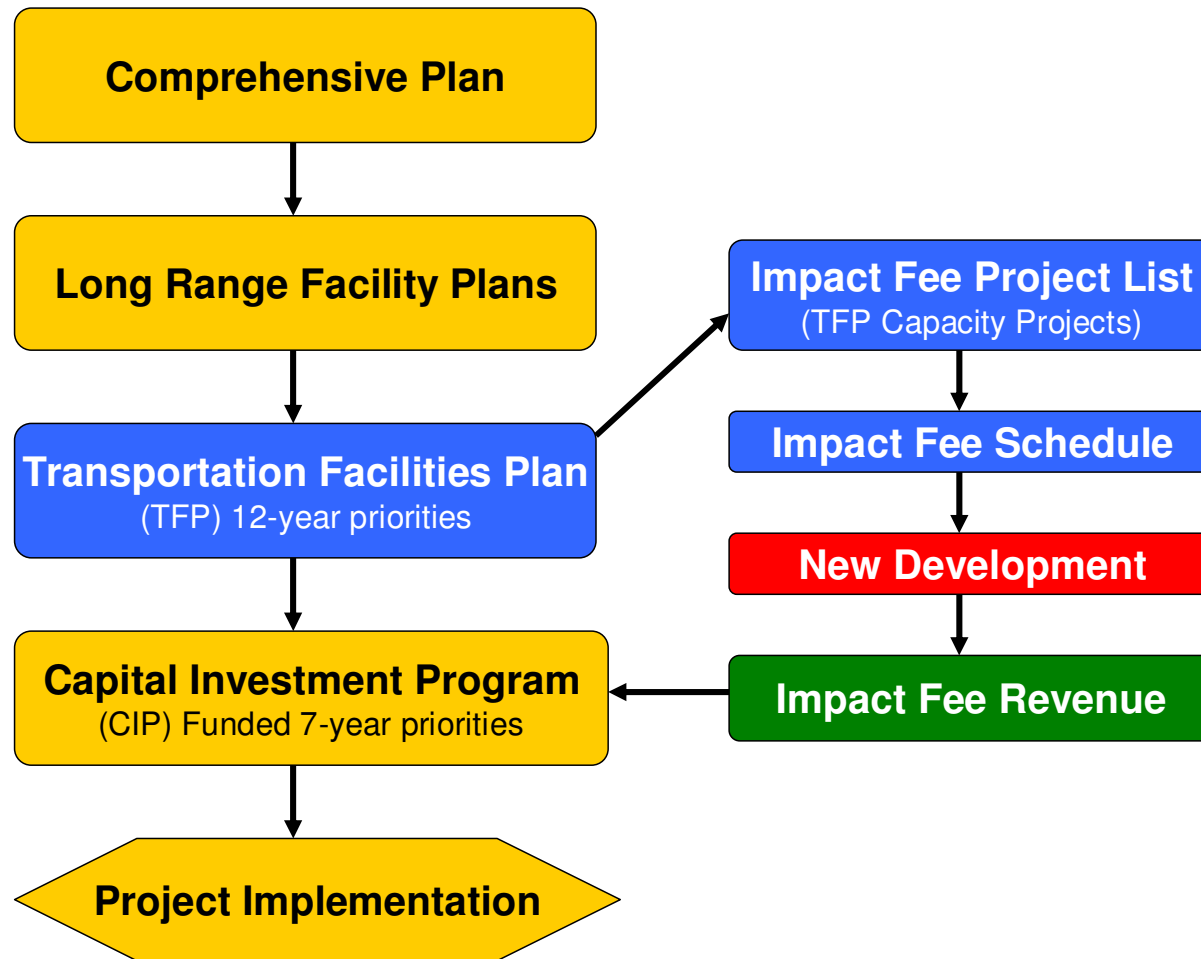 Comprehensive Plan
Long Range Facility Plans
Transportation Facilities Plan
(TFP) 12-year priorities
Capital Investment Program
(CIP) Funded 7-year priorities
Project Implementation
Impact Fee Project List
(TFP Capacity Projects)
Impact Fee Schedule
New Development
Impact Fee Revenue